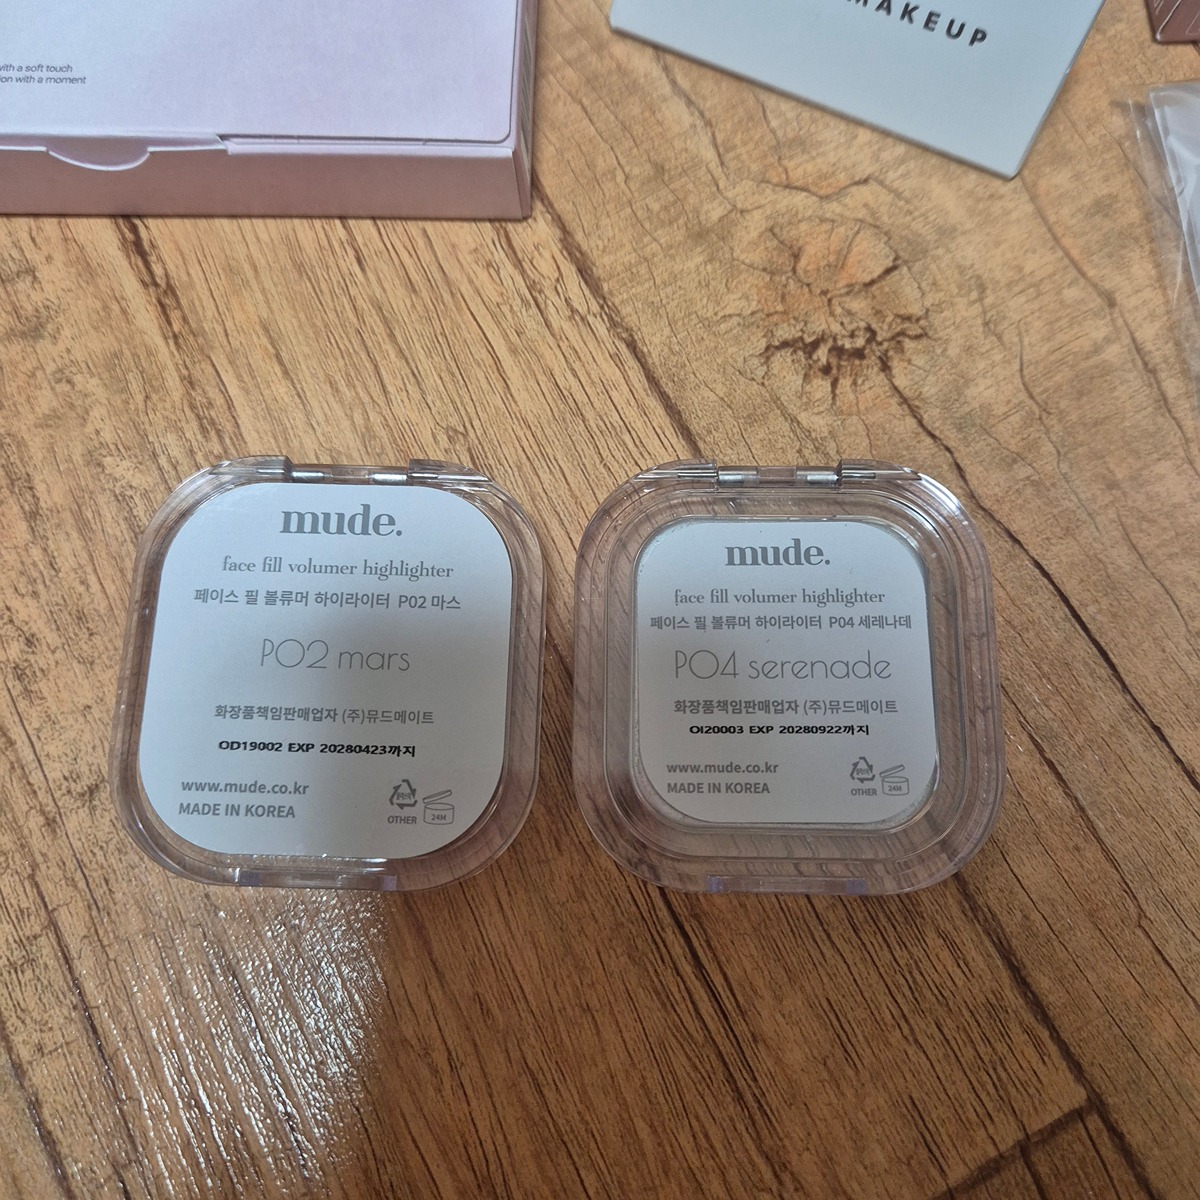 with a soft touch
ion with a moment
MAKEUP
mude.
face fill volumer highlighter
페이스 필 볼류머 하이라이터 P02 마스
P02 mars
화장품책임판매업자 (주)뮤드메이트
OD19002 EXP 20280423까지
www.mude.co.kr
MADE IN KOREA
OTHER
24M
mude.
face fill volumer highlighter
페이스 필 볼류머 하이라이터 P04 세레나데
P04 serenade
화장품책임판매업자 (주)뮤드메이트
OI20003 EXP 20280922까지
www.mude.co.kr
MADE IN KOREA
OTHER
24M